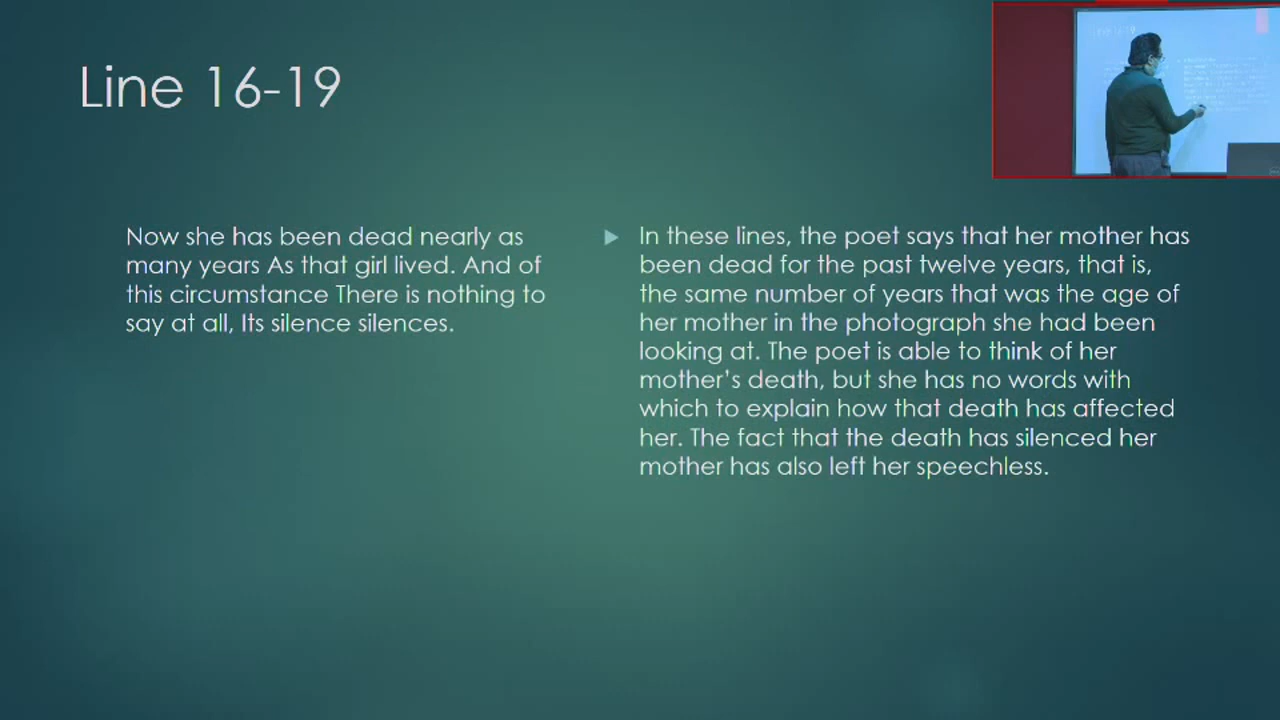 Line 16-19
Now she has been dead nearly as
many years As that girl lived. And of
this circumstance There is nothing to
say at all, Its silence silences.
In these lines, the poet says that her mother has
been dead for the past twelve years, that is,
the same number of years that was the age of
her mother in the photograph she had been
looking at. The poet is able to think of her
mother’s death, but she has no words with
which to explain how that death has affected
her. The fact that the death has silenced her
mother has also left her speechless.
Line 16-19